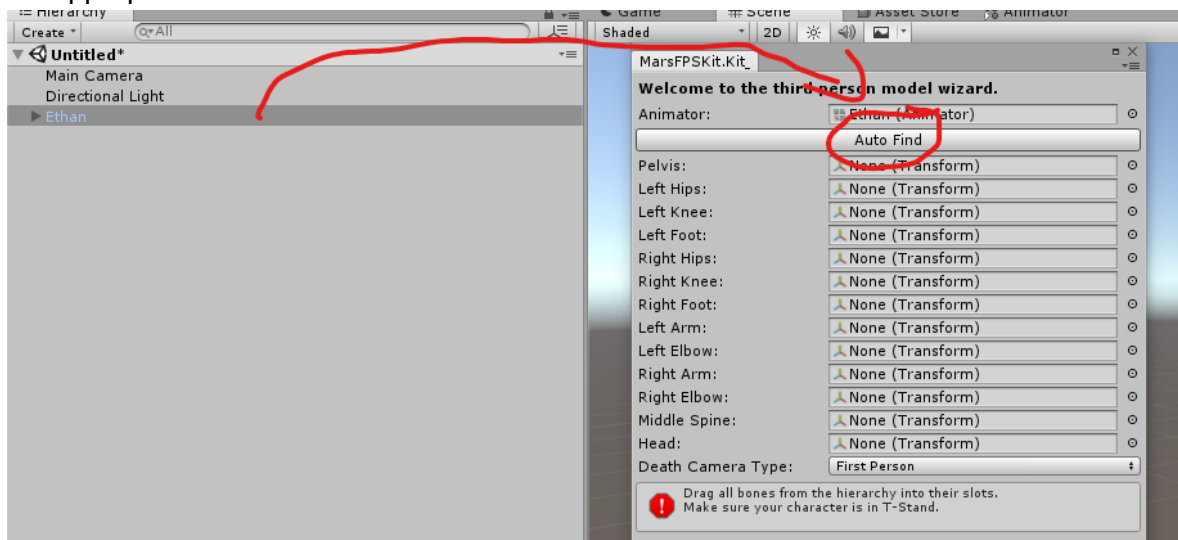 Hierarchy
Create
All
Untitled*
Main Camera
Directional Light
Ethan
Game
Scene
Asset Store
Animator
Shaded
2D
MarsFPSKit.Kit_
Welcome to the third person model wizard.
Animator: Ethan (Animator)
Auto Find
Pelvis: None (Transform)
Left Hips: None (Transform)
Left Knee: None (Transform)
Left Foot: None (Transform)
Right Hips: None (Transform)
Right Knee: None (Transform)
Right Foot: None (Transform)
Left Arm: None (Transform)
Left Elbow: None (Transform)
Right Arm: None (Transform)
Right Elbow: None (Transform)
Middle Spine: None (Transform)
Head: None (Transform)
Death Camera Type: First Person
Drag all bones from the hierarchy into their slots.
Make sure your character is in T-Stand.